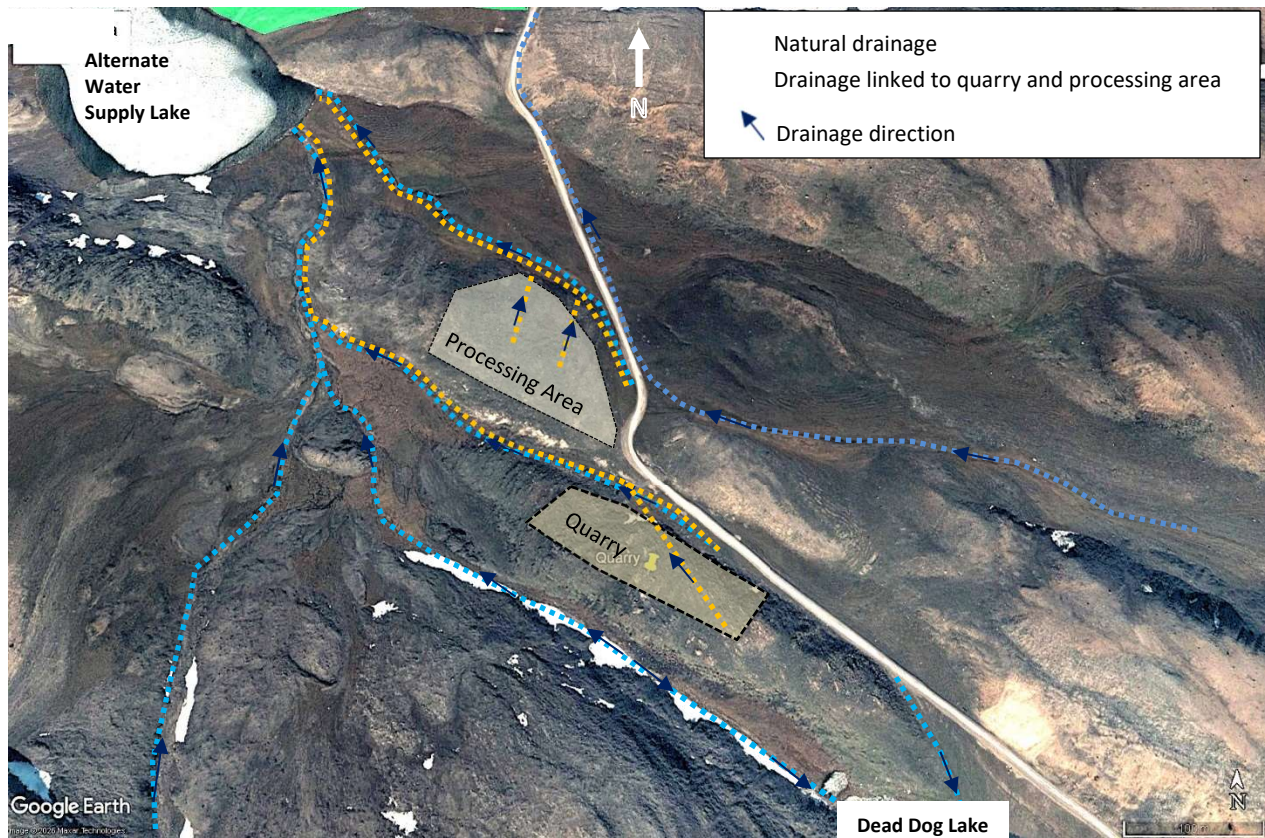 Alternate
Water
Supply Lake
N
Natural drainage
Drainage linked to quarry and processing area
Drainage direction
Processing Area
Quarry
Quarry
Google Earth
Dead Dog Lake
N